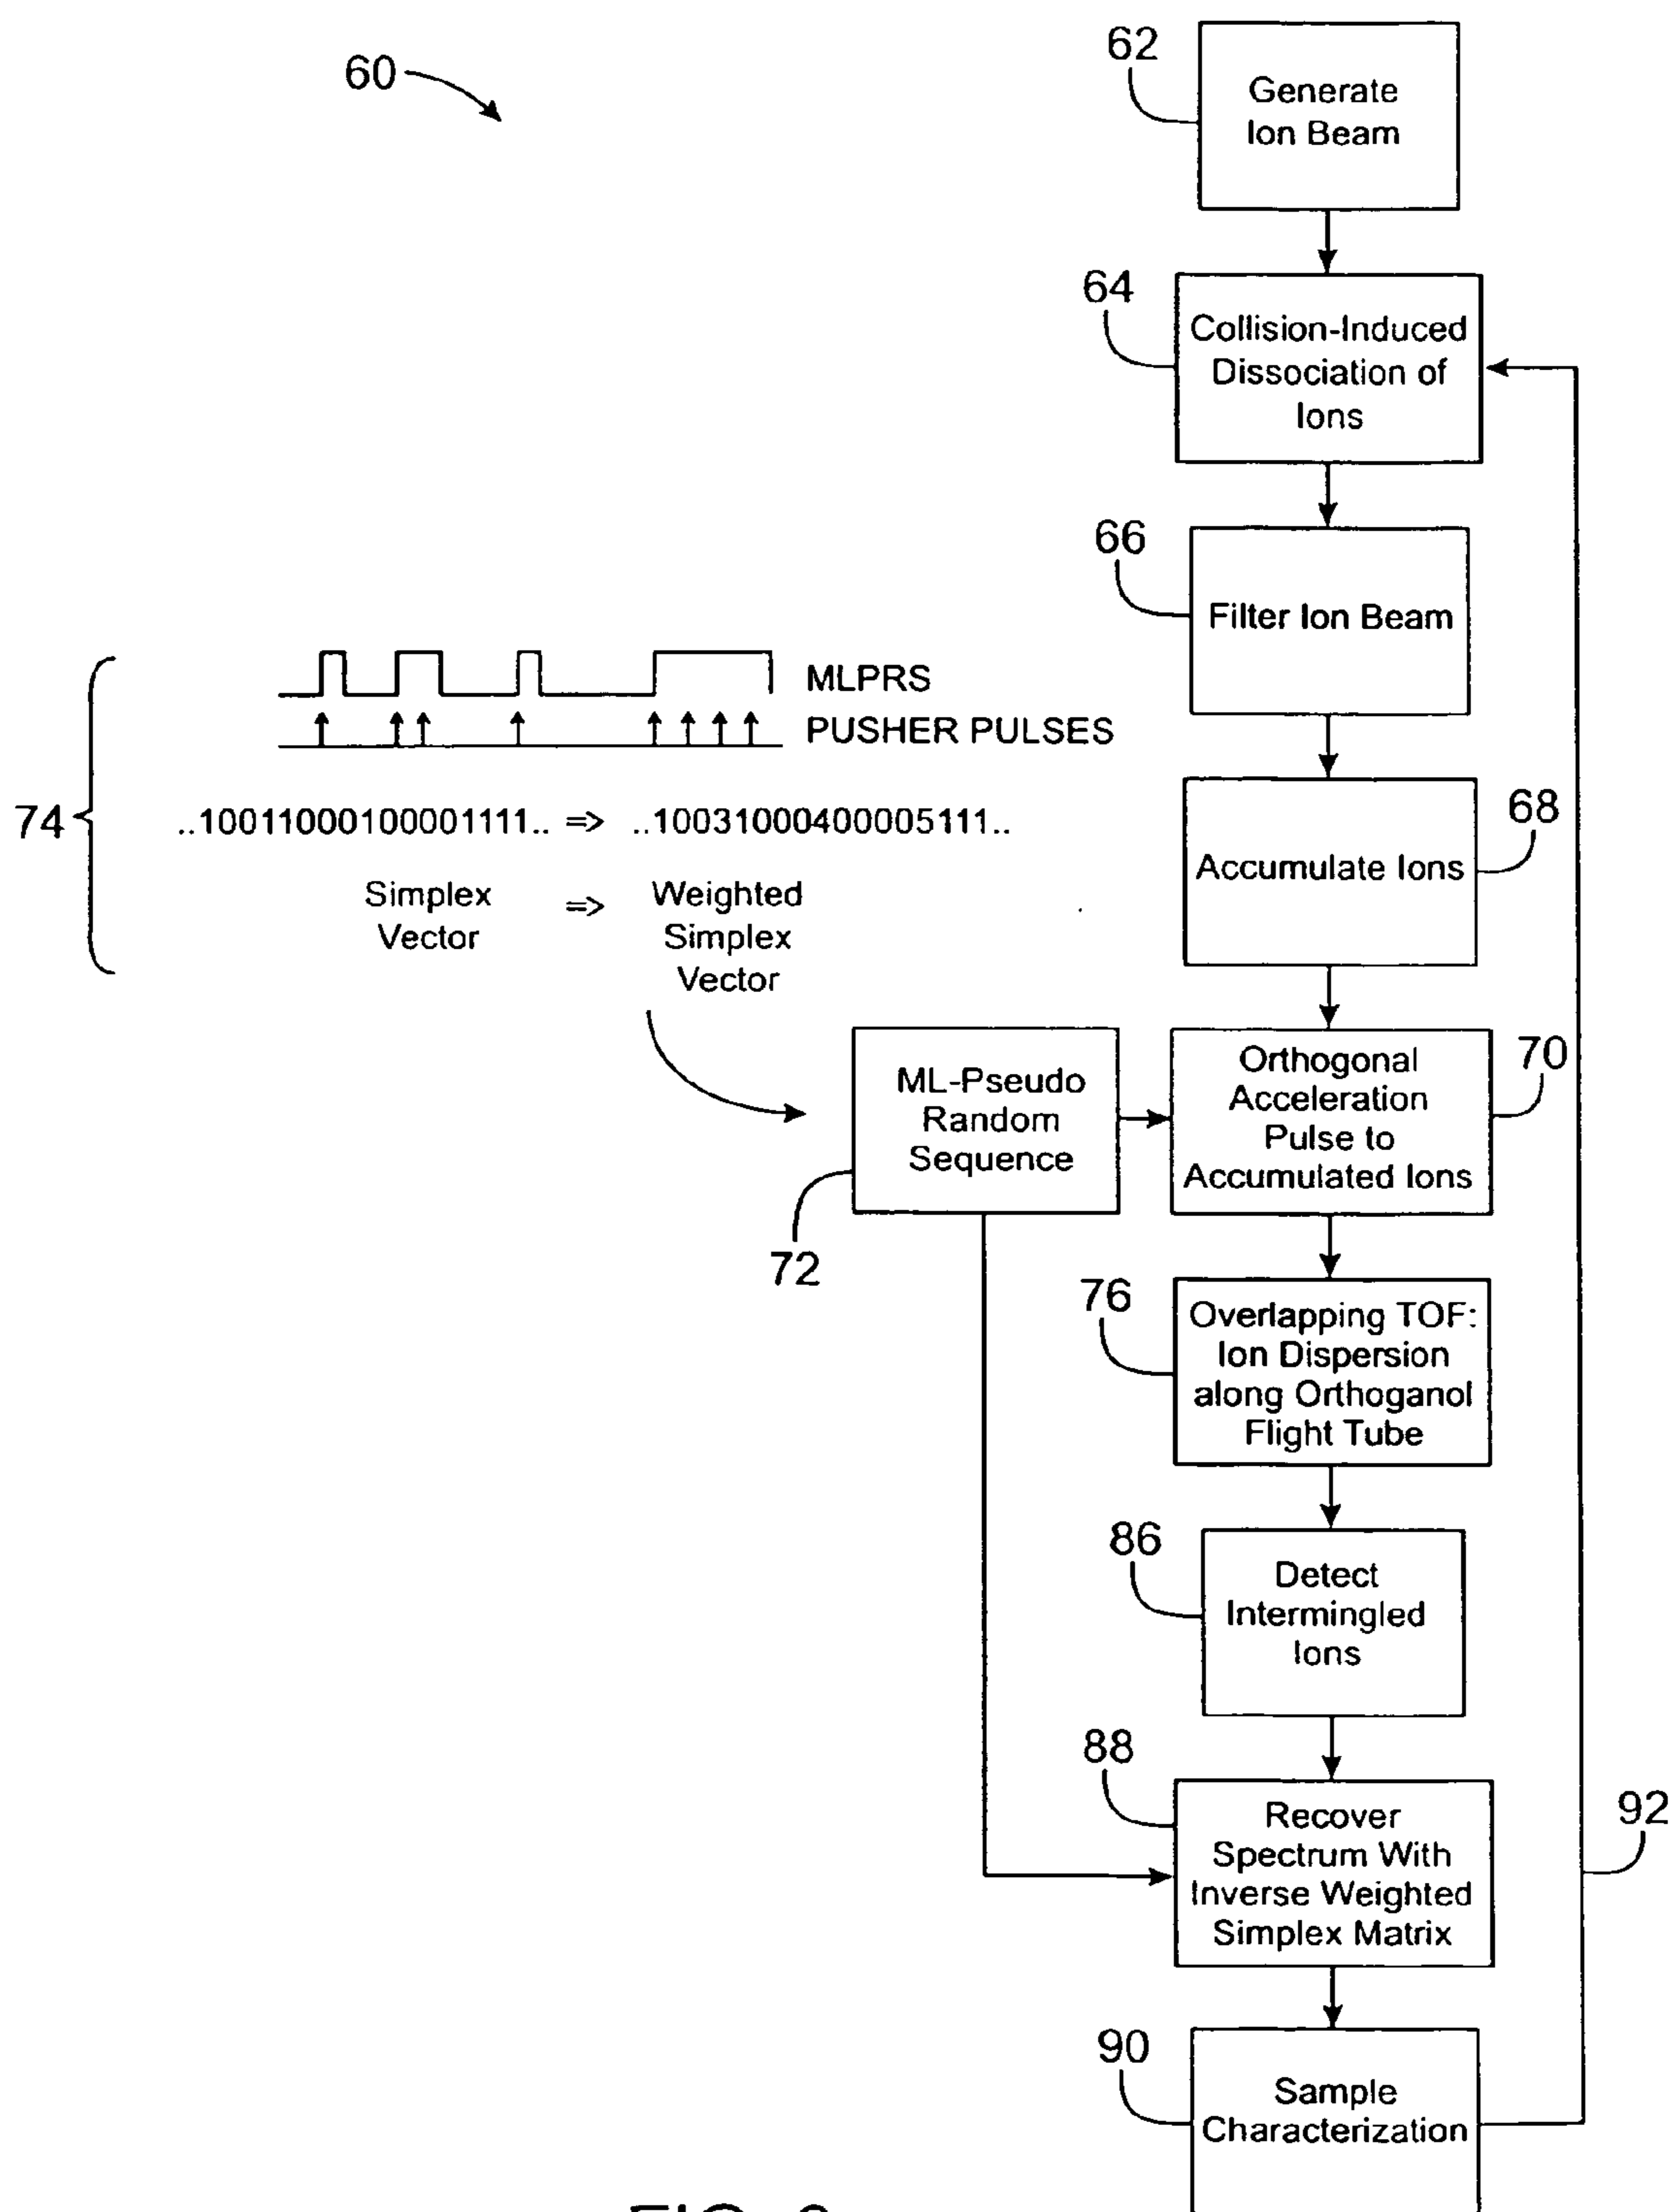 60
62
Generate
Ion Beam
64
Collision-Induced
Dissociation of
Ions
66
Filter Ion Beam
MLPRS
PUSHER PULSES
74
..10011000100001111.. => ..10031000400005111..
Simplex
Vector
=>
Weighted
Simplex
Vector
68
Accumulate Ions
ML-Pseudo
Random
Sequence
72
70
Orthogonal
Acceleration
Pulse to
Accumulated Ions
76
Overlapping TOF:
Ion Dispersion
along Orthoganol
Flight Tube
86
Detect
Intermingled
Ions
88
Recover
Spectrum With
Inverse Weighted
Simplex Matrix
92
90
Sample
Characterization